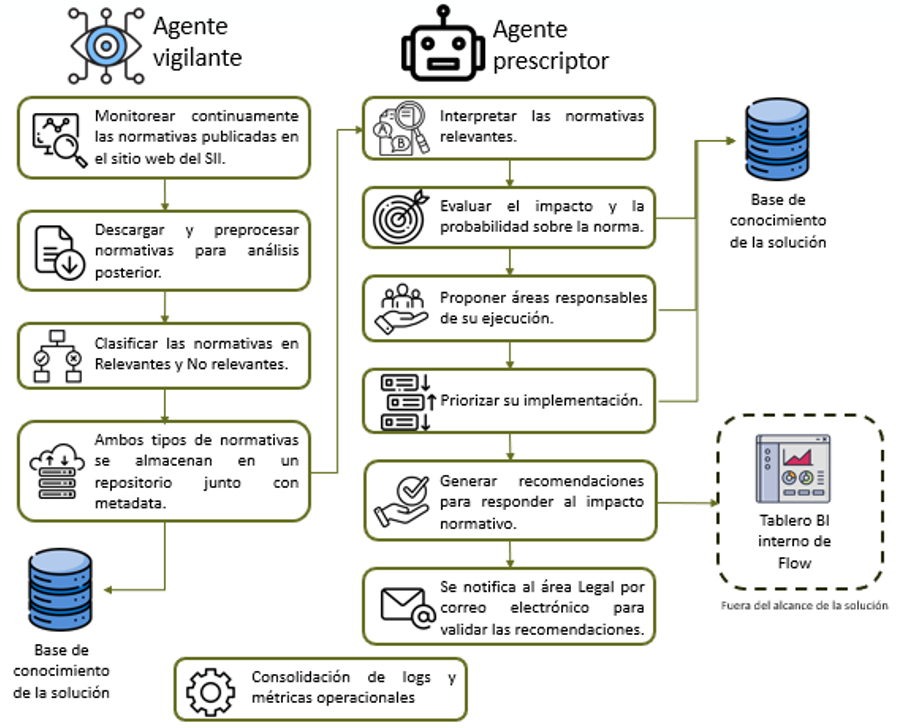 Agente
vigilante
Monitorear continuamente
las normativas publicadas en
el sitio web del SII.
Descargar y preprocesar
normativas para análisis
posterior.
Clasificar las normativas en
Relevantes y No relevantes.
Ambos tipos de normativas
se almacenan en un
repositorio junto con
metadata.
Base de
conocimiento
de la solución
Agente
prescriptor
A
B
Interpretar las normativas
relevantes.
Evaluar el impacto y la
probabilidad sobre la norma.
Proponer áreas responsables
de su ejecución.
Priorizar su implementación.
Generar recomendaciones
para responder al impacto
normativo.
Se notifica al área Legal por
correo electrónico para
validar las recomendaciones.
Base de
conocimiento
de la solución
Tablero BI
interno de
Flow
Fuera del alcance de la solución
Consolidación de logs y
métricas operacionales